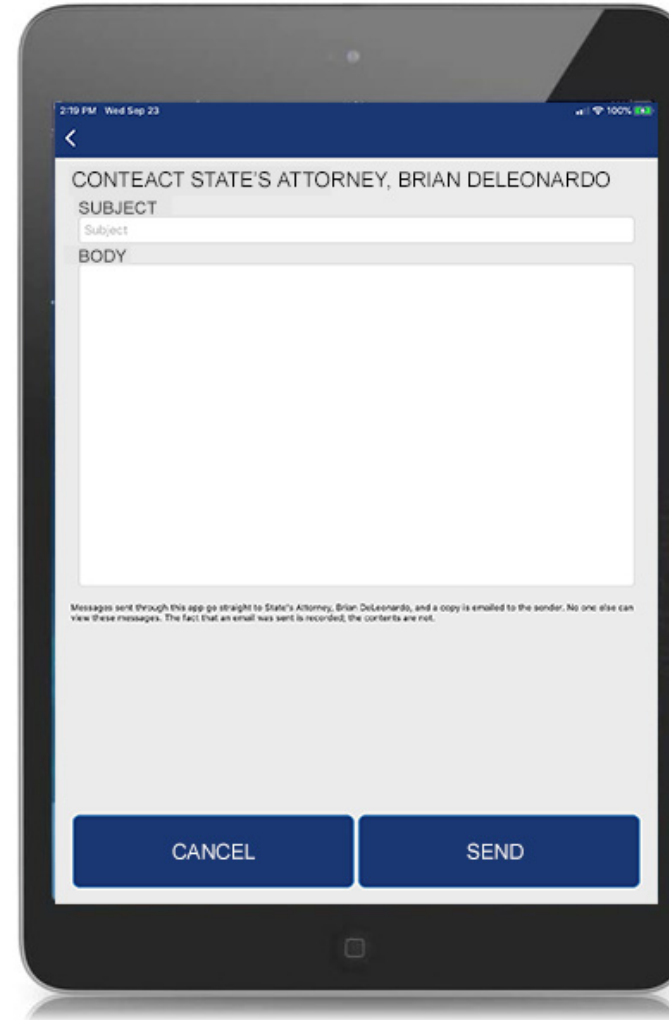 2:19 PM Wed Sep 23
100%
CONTEACT STATE'S ATTORNEY, BRIAN DELEONARDO
SUBJECT
Subject
BODY
Messages sent through this app go straight to State's Attorney, Brian DeLeonardo, and a copy is emailed to the sender. No one else can
view these messages. The fact that an email was sent is recorded; the contents are not.
CANCEL
SEND